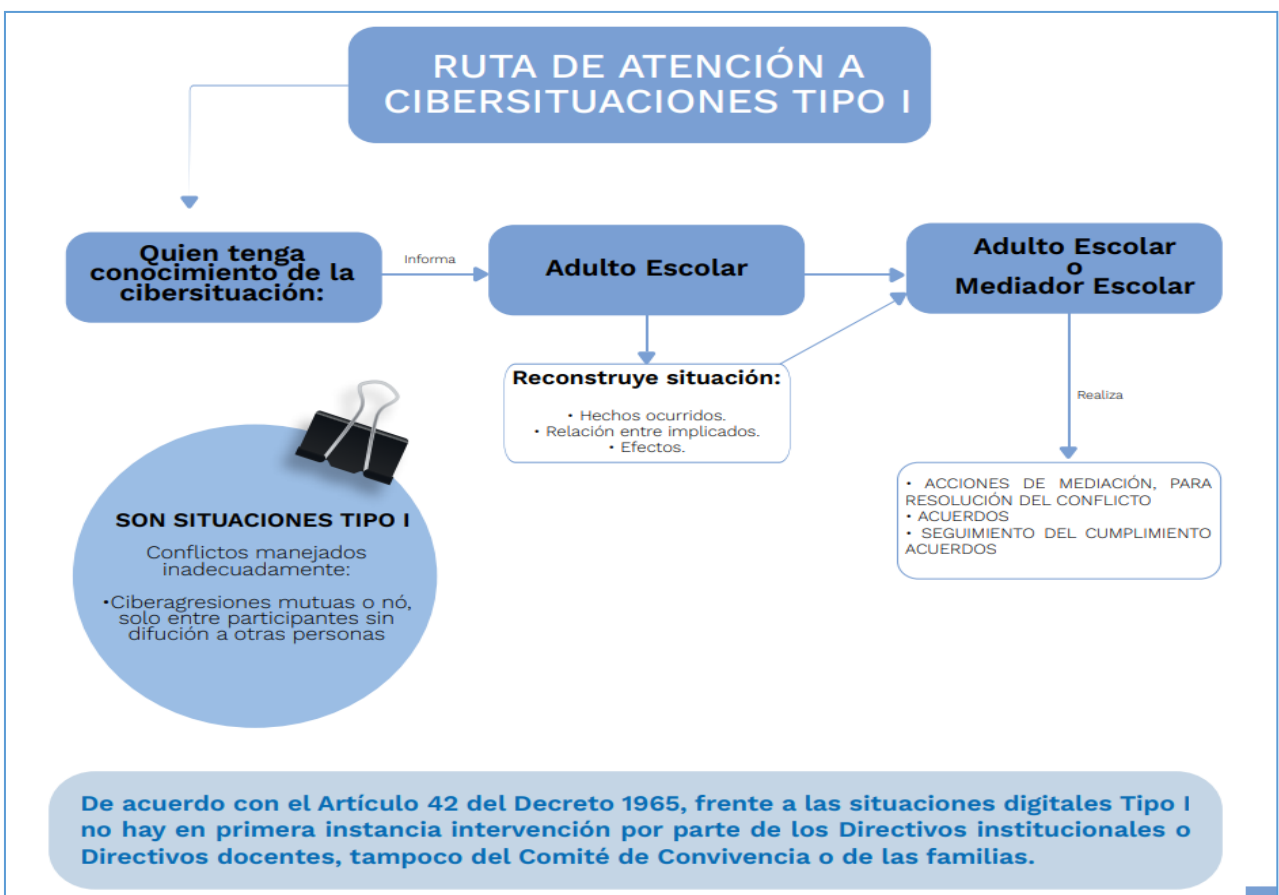 RUTA DE ATENCIÓN A
CIBERSITUACIONES TIPO I
Quien tenga
conocimiento de la
cibersituación:
Informa
Adulto Escolar
Adulto Escolar
o
Mediador Escolar
Reconstruye situación:
• Hechos ocurridos.
• Relación entre implicados.
• Efectos.
Realiza
• ACCIONES DE MEDIACIÓN, PARA
RESOLUCIÓN DEL CONFLICTO
• ACUERDOS
• SEGUIMIENTO DEL CUMPLIMIENTO
ACUERDOS
SON SITUACIONES TIPO I
Conflictos manejados
inadecuadamente:
•Ciberagresiones mutuas o nó,
solo entre participantes sin
difución a otras personas
De acuerdo con el Artículo 42 del Decreto 1965, frente a las situaciones digitales Tipo I
no hay en primera instancia intervención por parte de los Directivos institucionales o
Directivos docentes, tampoco del Comité de Convivencia o de las familias.